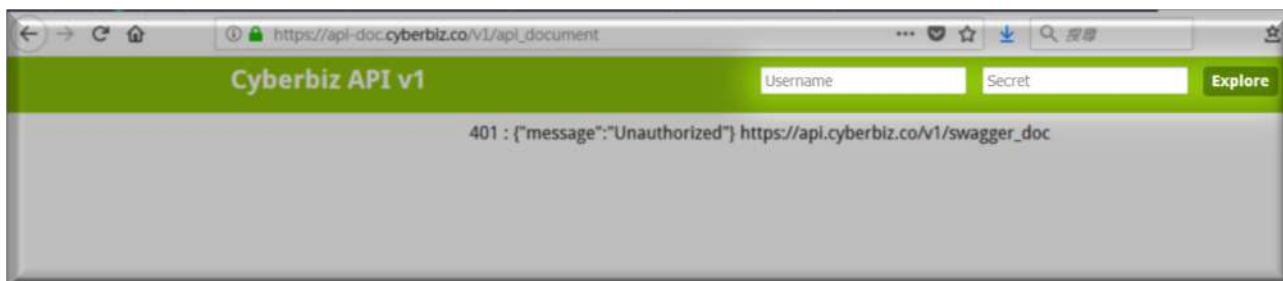 https://api-doc.cyberbiz.co/v1/api_document 搜尋
Cyberbiz API v1 Username Secret Explore
401 : {"message":"Unauthorized"} https://api.cyberbiz.co/v1/swagger_doc